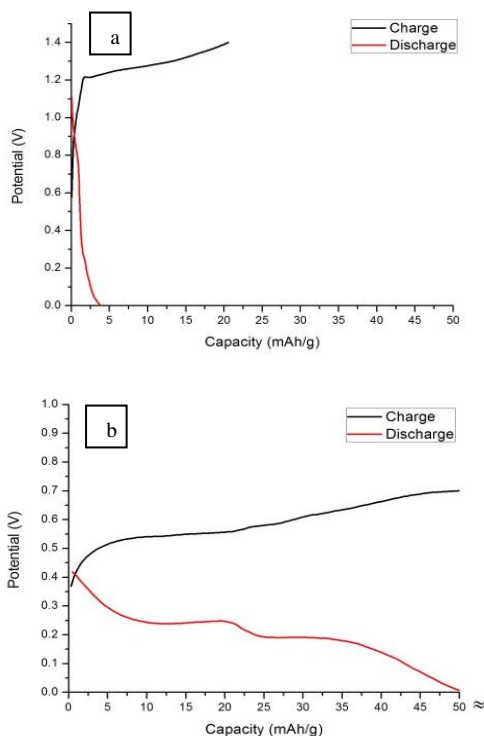 a
Charge
Discharge
1.5
1.4
1.2
1.0
0.8
0.6
0.4
0.2
0.0
Potential (V)
0 5 10 15 20 25 30 35 40 45 50
Capacity (mAh/g)
b
Charge
Discharge
1.0
0.9
0.8
0.7
0.6
0.5
0.4
0.3
0.2
0.1
0.0
Potential (V)
0 5 10 15 20 25 30 35 40 45 50 ≈
Capacity (mAh/g)